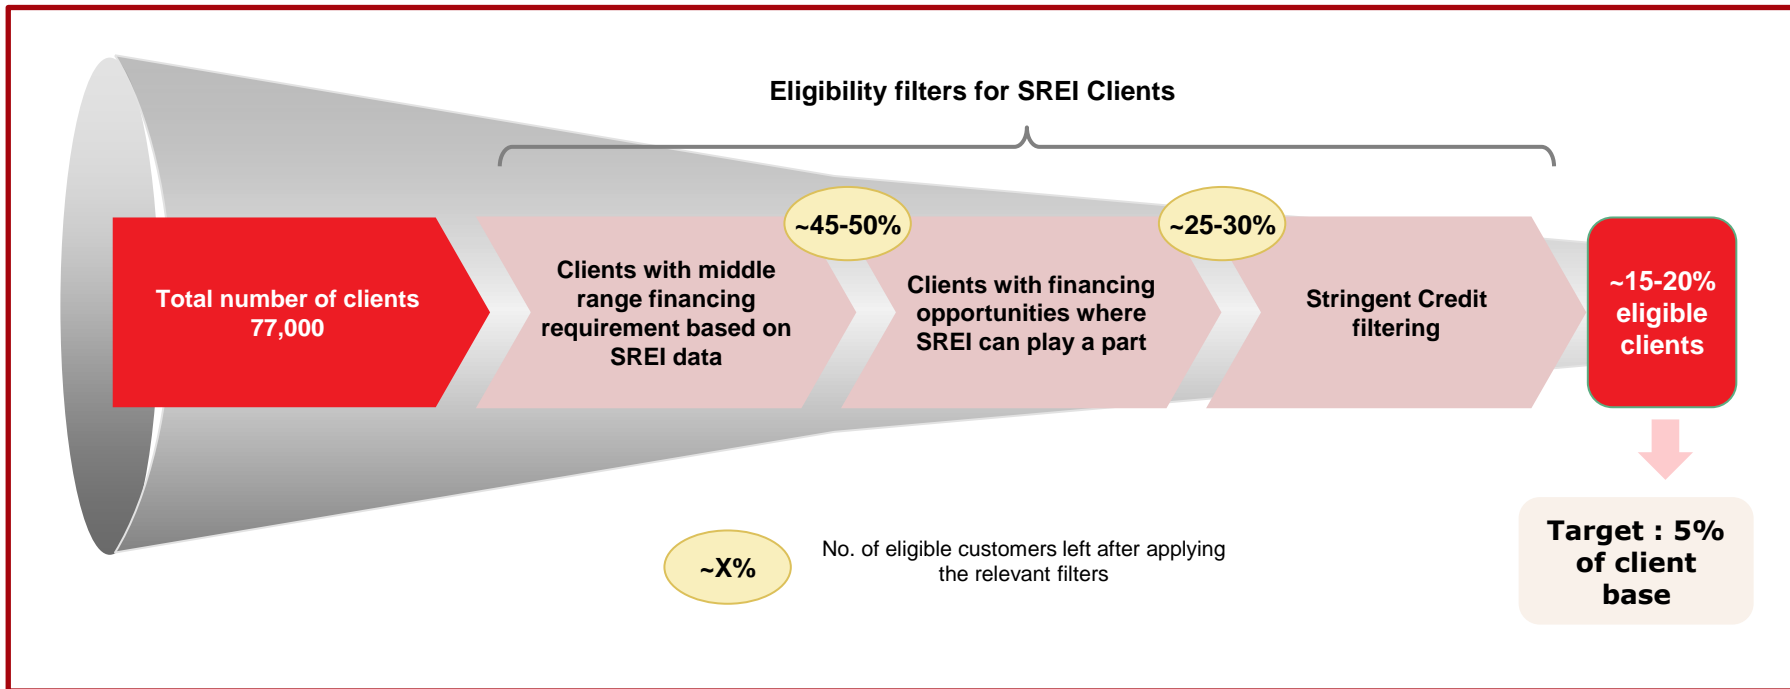 Eligibility filters for SREI Clients
Total number of clients
77,000
Clients with middle
range financing
requirement based on
SREI data
~45-50%
Clients with financing
opportunities where
SREI can play a part
~25-30%
Stringent Credit
filtering
~15-20%
eligible
clients
Target : 5%
of client
base
~X%
No. of eligible customers left after applying
the relevant filters